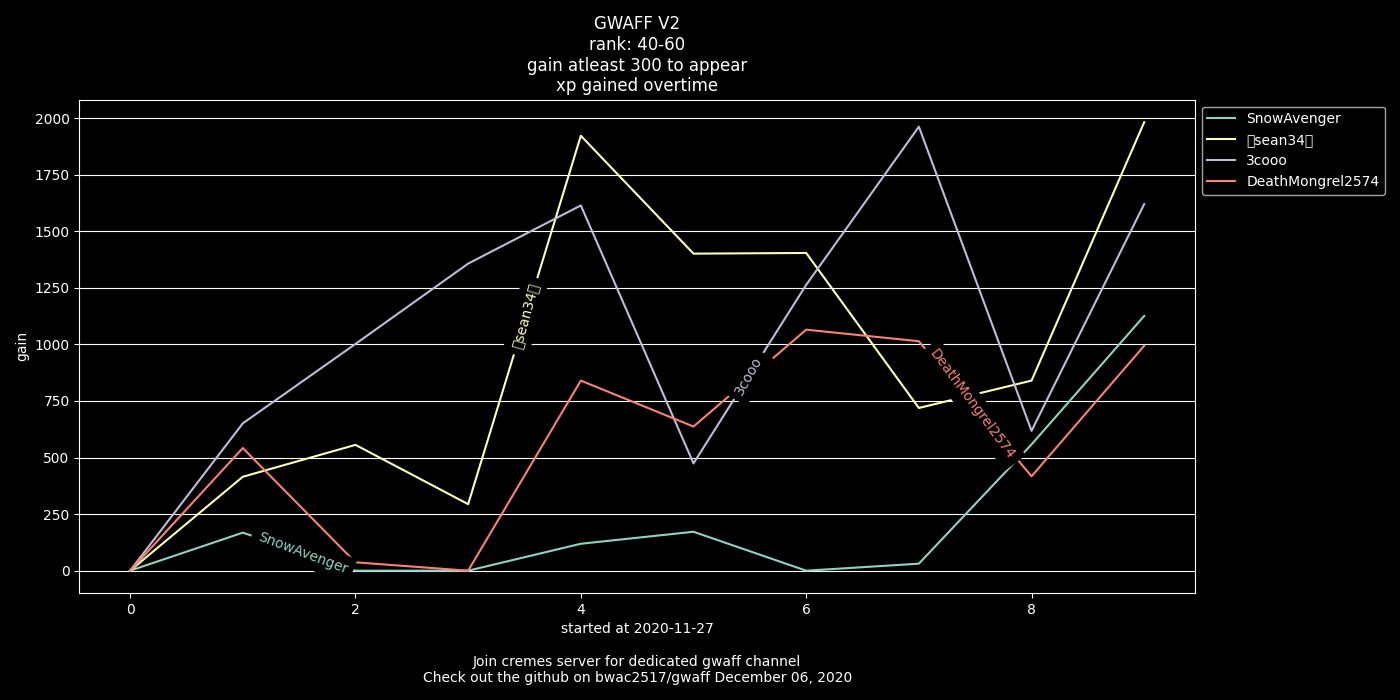 GWAFF V2
rank: 40-60
gain atleast 300 to appear
xp gained overtime
2000
1750
1500
1250
1000
750
500
250
0
gain
0
2
4
6
8
started at 2020-11-27
SnowAvenger
sean34
3cooo
DeathMongrel2574
SnowAvenger
sean34
3cooo
DeathMongrel2574
Join cremes server for dedicated gwaff channel
Check out the github on bwac2517/gwaff December 06, 2020